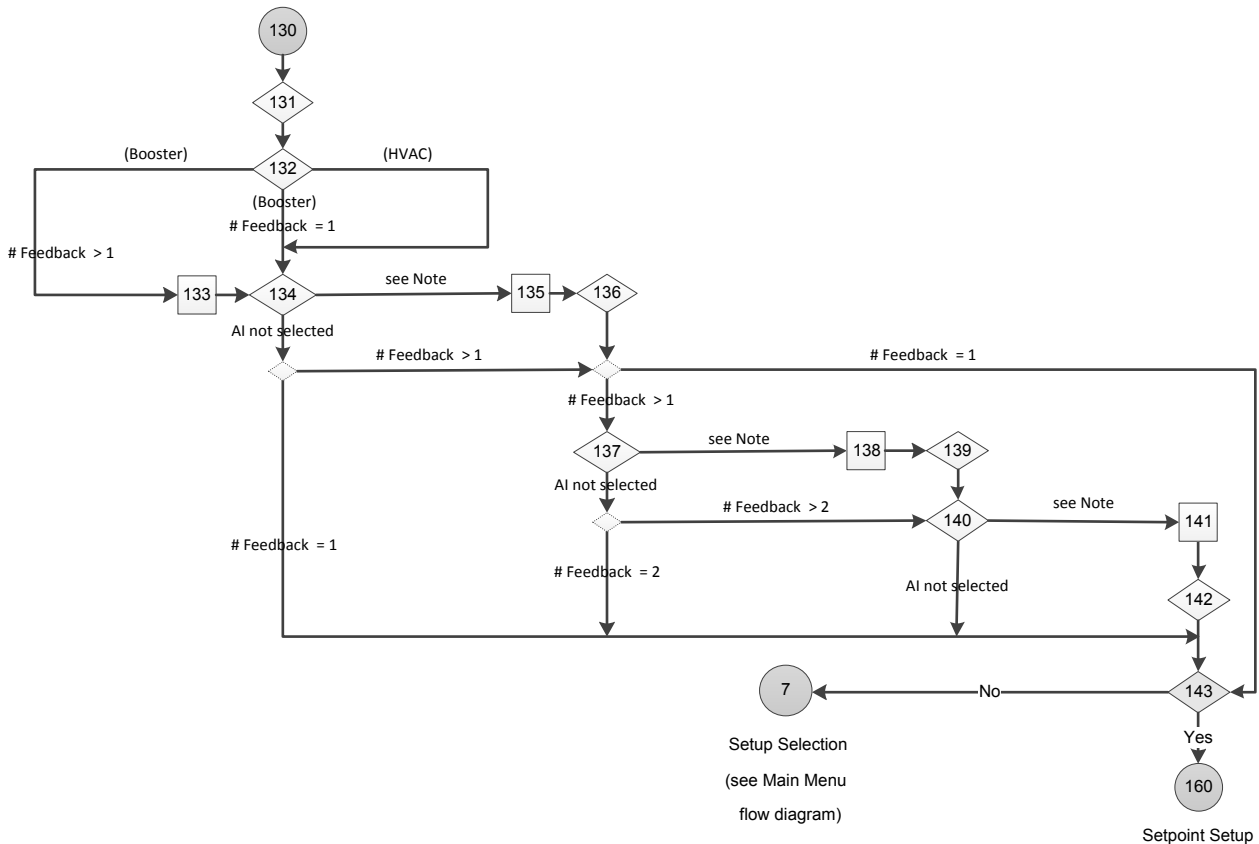 130
131
(Booster)
132
(HVAC)
(Booster)
# Feedback = 1
# Feedback > 1
133
134
see Note
135
136
AI not selected
# Feedback > 1
# Feedback = 1
# Feedback > 1
137
see Note
138
139
AI not selected
# Feedback > 2
140
see Note
141
# Feedback = 1
# Feedback = 2
AI not selected
142
7
No
143
Setup Selection
(see Main Menu
flow diagram)
Yes
160
Setpoint Setup